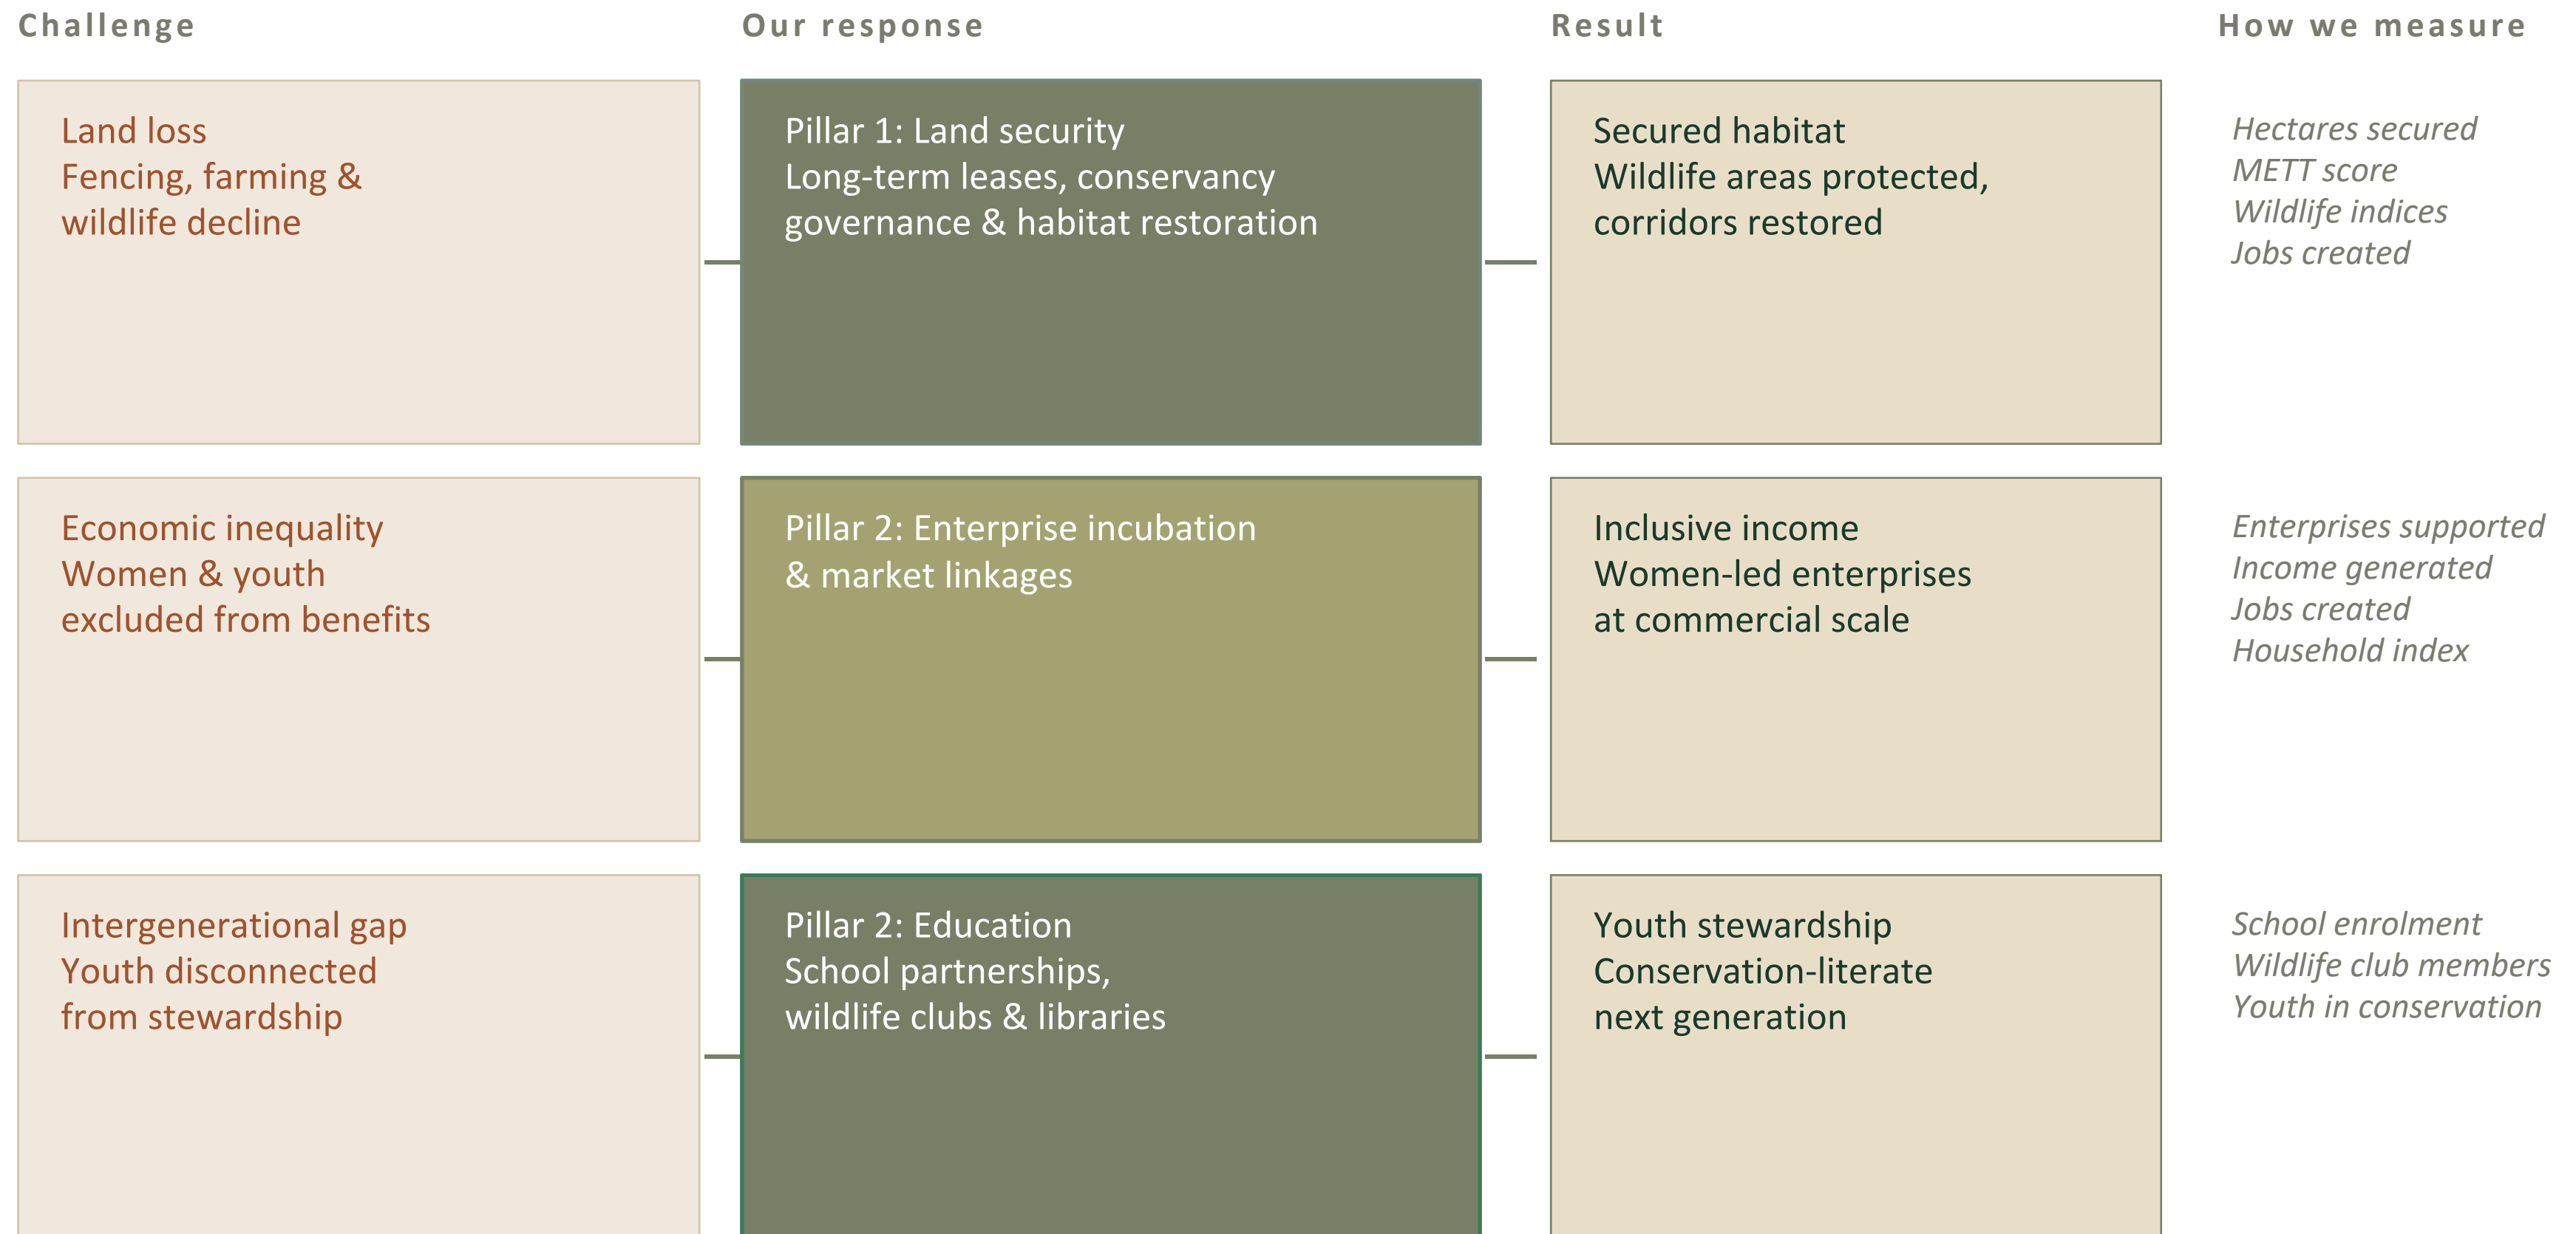 Challenge
Our response
Result
How we measure
Land loss
Fencing, farming &
wildlife decline
Pillar 1: Land security
Long-term leases, conservancy
governance & habitat restoration
Secured habitat
Wildlife areas protected,
corridors restored
Hectares secured
METT score
Wildlife indices
Jobs created
Economic inequality
Women & youth
excluded from benefits
Pillar 2: Enterprise incubation
& market linkages
Inclusive income
Women-led enterprises
at commercial scale
Enterprises supported
Income generated
Jobs created
Household index
Intergenerational gap
Youth disconnected
from stewardship
Pillar 2: Education
School partnerships,
wildlife clubs & libraries
Youth stewardship
Conservation-literate
next generation
School enrolment
Wildlife club members
Youth in conservation